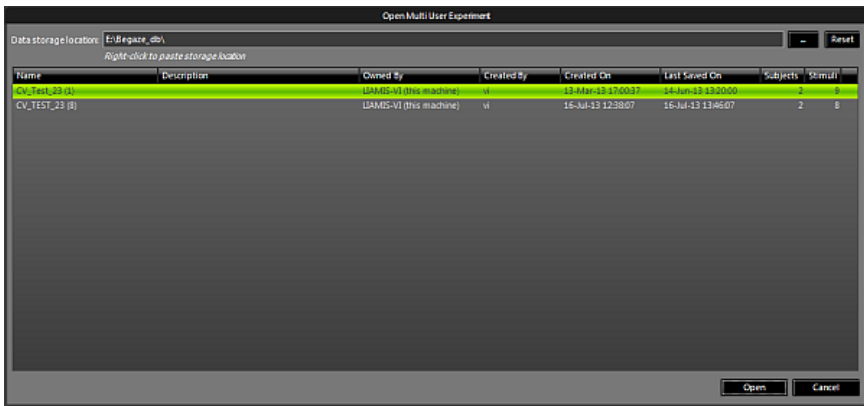 Open Multi User Experiment
Data storage location: E:\Begaze_db\ ... Reset
Right-click to paste storage location
Name Description Owned By Created By Created On Last Saved On Subjects Stimuli
CV_Test_23 (1) LIAMIS-VI (this machine) vi 13-Mar-13 17:00:37 14-Jun-13 13:20:00 2 9
CV_TEST_23 (8) LIAMIS-VI (this machine) vi 16-Jul-13 12:38:07 16-Jul-13 13:46:07 2 8
Open Cancel